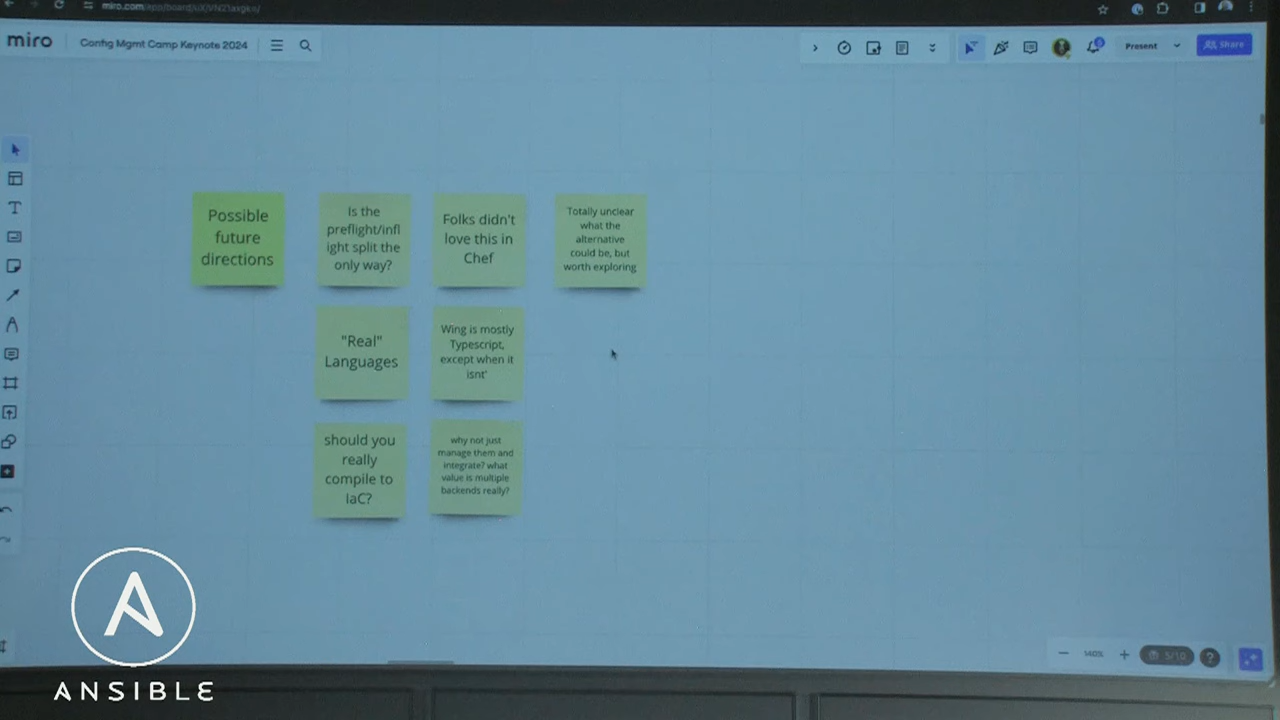 miro
Config Mgmt Camp Keynote 2024
Present
Share
Possible
future
directions
Is the
preflight/infl
ight split the
only way?
Folks didn't
love this in
Chef
Totally unclear
what the
alternative
could be, but
worth exploring
"Real"
Languages
Wing is mostly
Typescript,
except when it
isnt'
should you
really
compile to
IaC?
why not just
manage them and
integrate? what
value is multiple
backends really?
140%
5/10
?
ANSIBLE